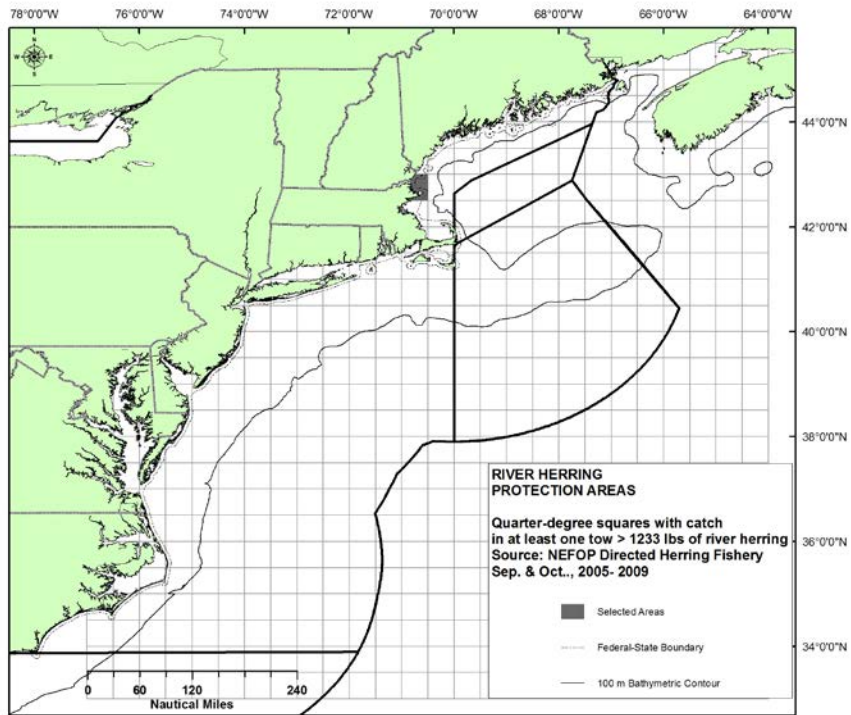 78°0'0"W 76°0'0"W 74°0'0"W 72°0'0"W 70°0'0"W 68°0'0"W 66°0'0"W 64°0'0"W
N
W E
S
44°0'0"N
42°0'0"N
40°0'0"N
38°0'0"N
36°0'0"N
34°0'0"N
RIVER HERRING
PROTECTION AREAS
Quarter-degree squares with catch
in at least one tow > 1233 lbs of river herring
Source: NEFOP Directed Herring Fishery
Sep. & Oct.., 2005- 2009
Selected Areas
Federal-State Boundary
100 m Bathymetric Contour
0 60 120 240
Nautical Miles